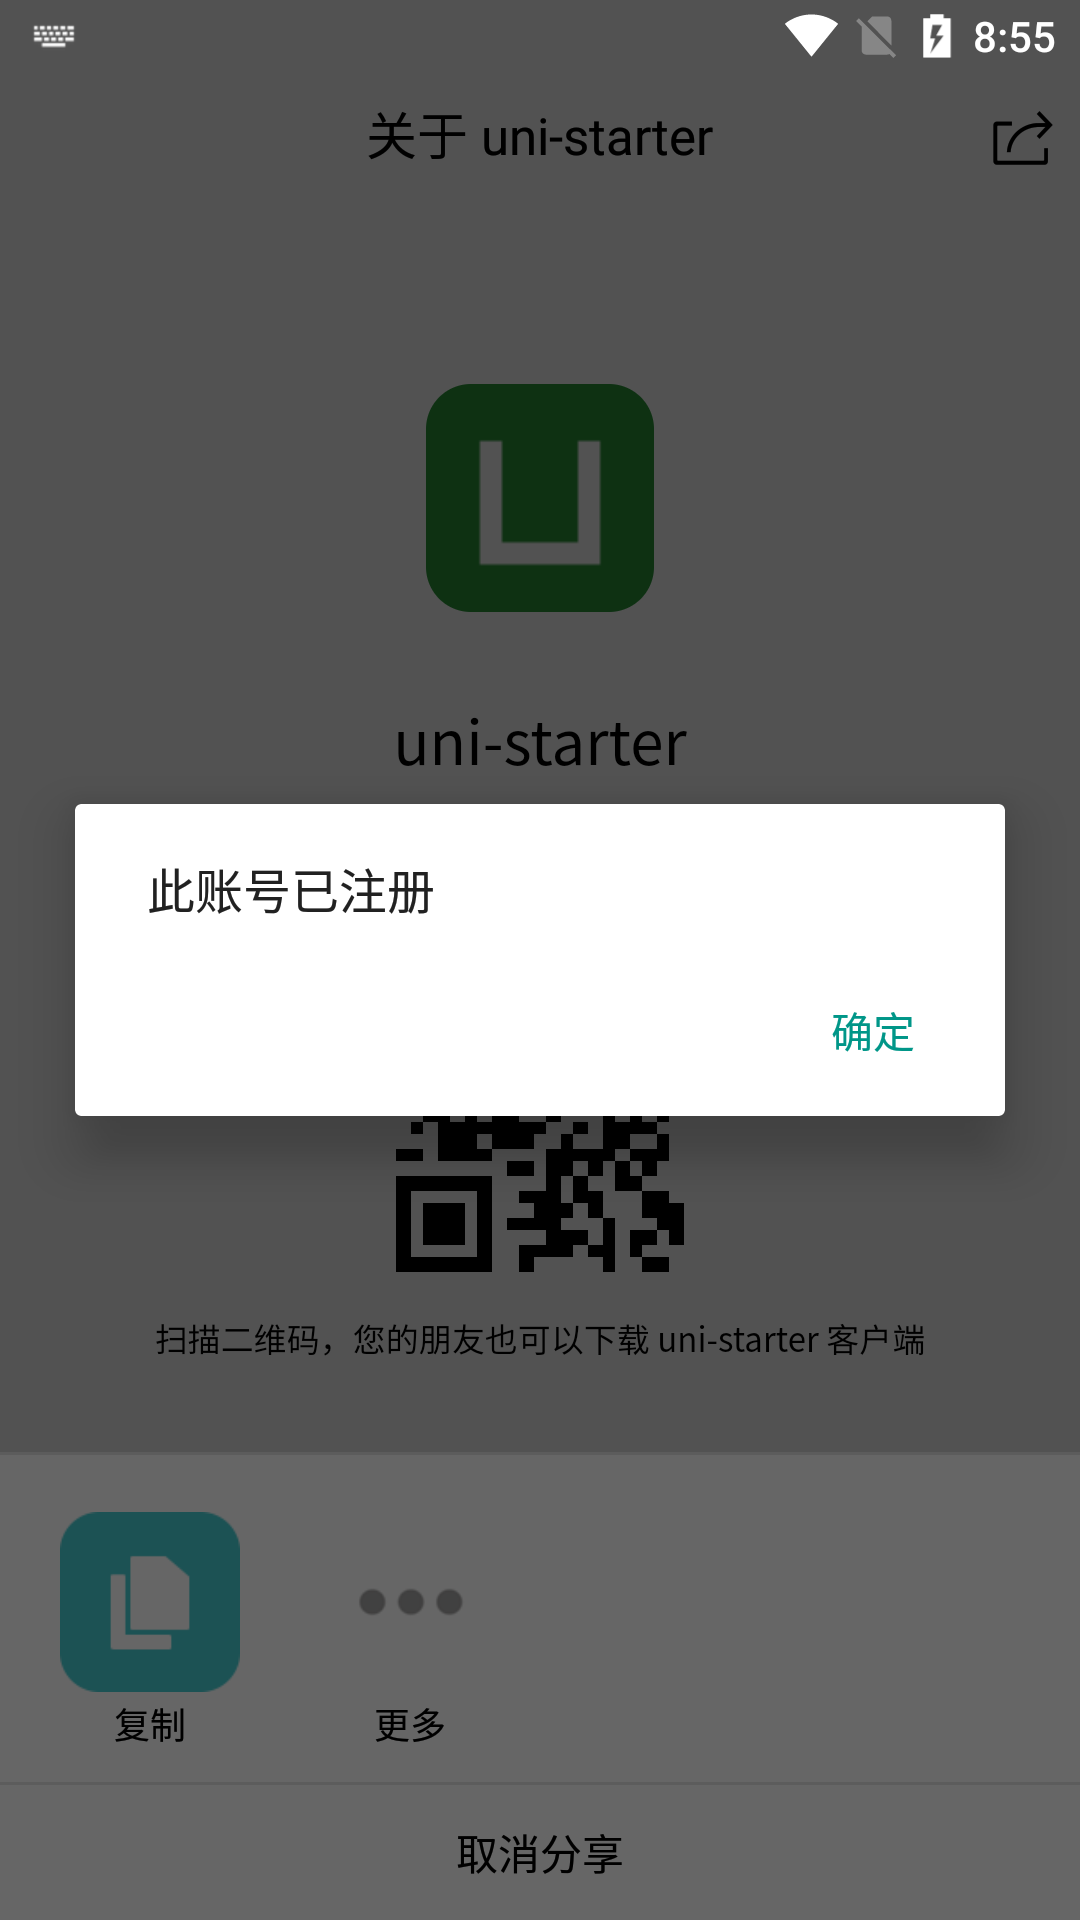 8:55
关于 uni-starter
uni-starter
此账号已注册
确定
扫描二维码，您的朋友也可以下载 uni-starter 客户端
复制
更多
取消分享